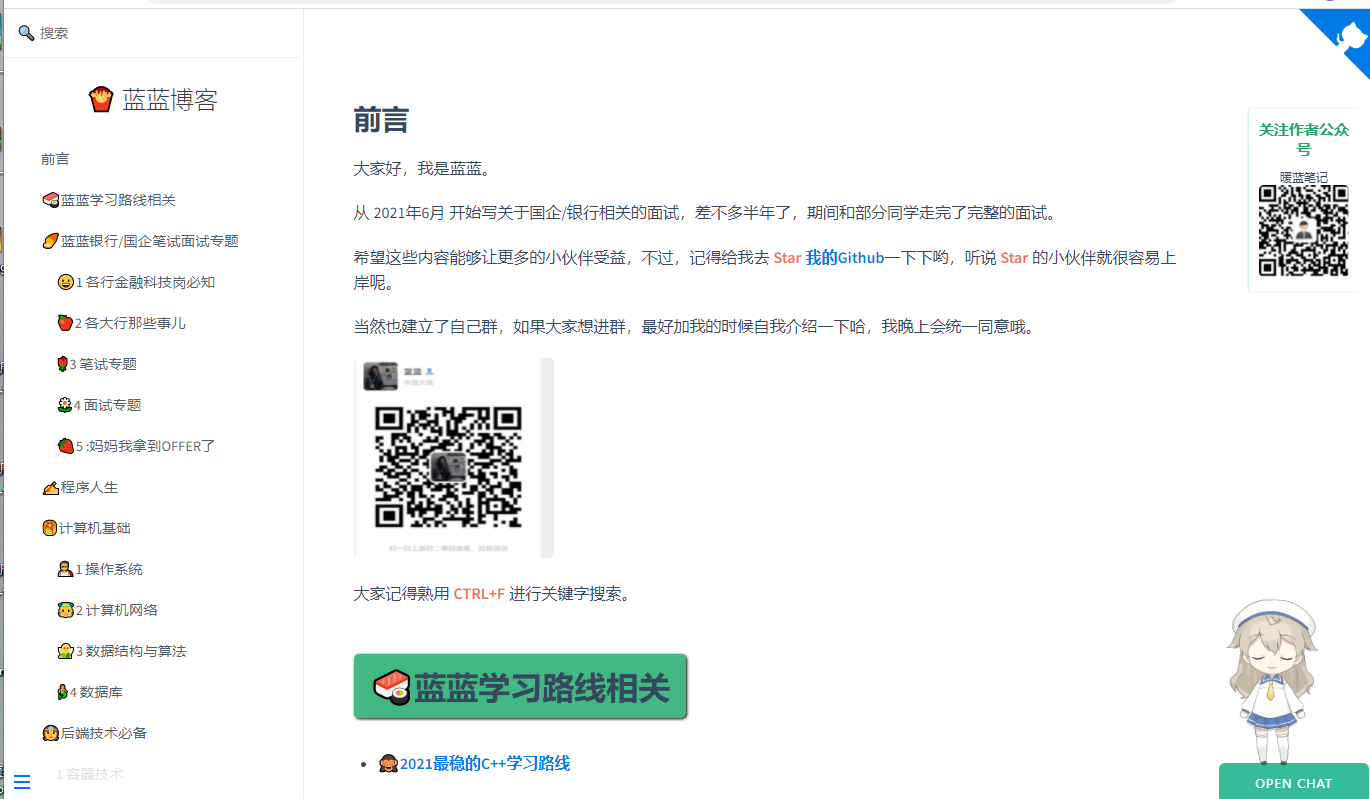 搜索
蓝蓝博客
前言
蓝蓝学习路线相关
蓝蓝银行/国企笔试面试专题
1 各行金融科技岗必知
2 各大行那些事儿
3 笔试专题
4 面试专题
5 :妈妈我拿到OFFER了
程序人生
计算机基础
1 操作系统
2 计算机网络
3 数据结构与算法
4 数据库
后端技术必备
1 容器技术
前言
大家好，我是蓝蓝。
从 2021年6月 开始写关于国企/银行相关的面试，差不多半年了，期间和部分同学走完了完整的面试。
希望这些内容能够让更多的小伙伴受益，不过，记得给我去 Star 我的Github一下下哟，听说 Star 的小伙伴就很容易上
岸呢。
当然也建立了自己群，如果大家想进群，最好加我的时候自我介绍一下哈，我晚上会统一同意哦。
蓝蓝
中国大陆
扫一扫上面的二维码图案，加我微信
大家记得熟用 CTRL+F 进行关键字搜索。
蓝蓝学习路线相关
2021最稳的C++学习路线
关注作者公众
号
暖蓝笔记
OPEN CHAT